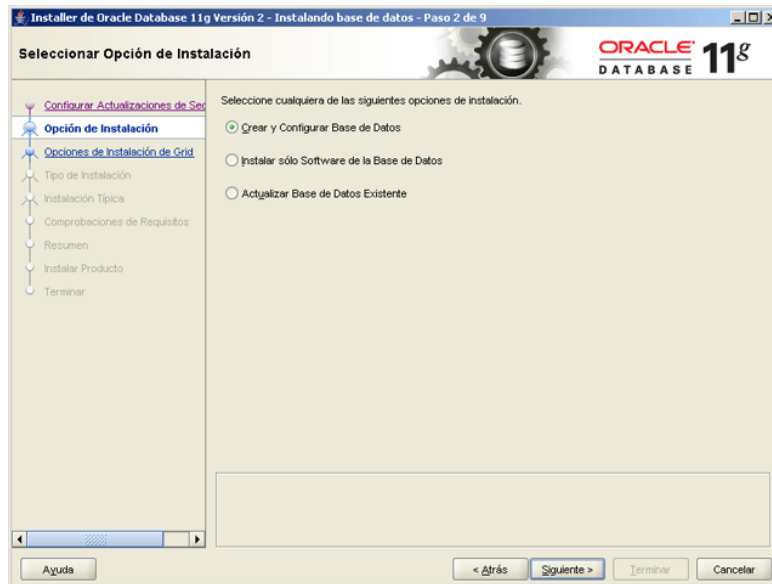 Installer de Oracle Database 11g Versión 2 - Instalando base de datos - Paso 2 de 9
Seleccionar Opción de Instalación
ORACLE
DATABASE
11g
Configurar Actualizaciones de Sec
Opción de Instalación
Opciones de Instalación de Grid
Tipo de Instalación
Instalación Típica
Comprobaciones de Requisitos
Resumen
Instalar Producto
Terminar
Seleccione cualquiera de las siguientes opciones de instalación.
Crear y Configurar Base de Datos
Instalar sólo Software de la Base de Datos
Actualizar Base de Datos Existente
Ayuda
< Atrás
Siguiente >
Terminar
Cancelar